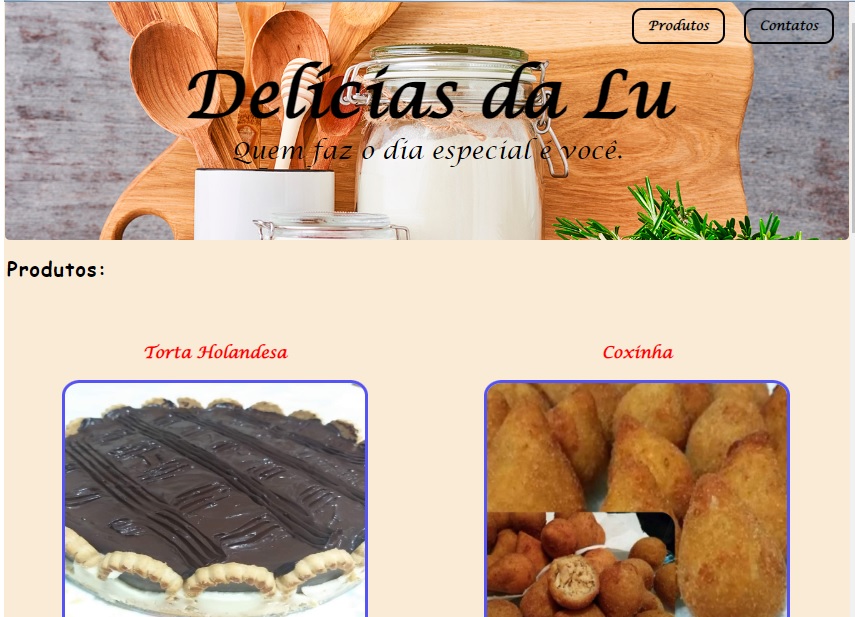 Produtos
Contatos
Delícias da Lu
Quem faz o dia especial é você.
Produtos:
Torta Holandesa
Coxinha